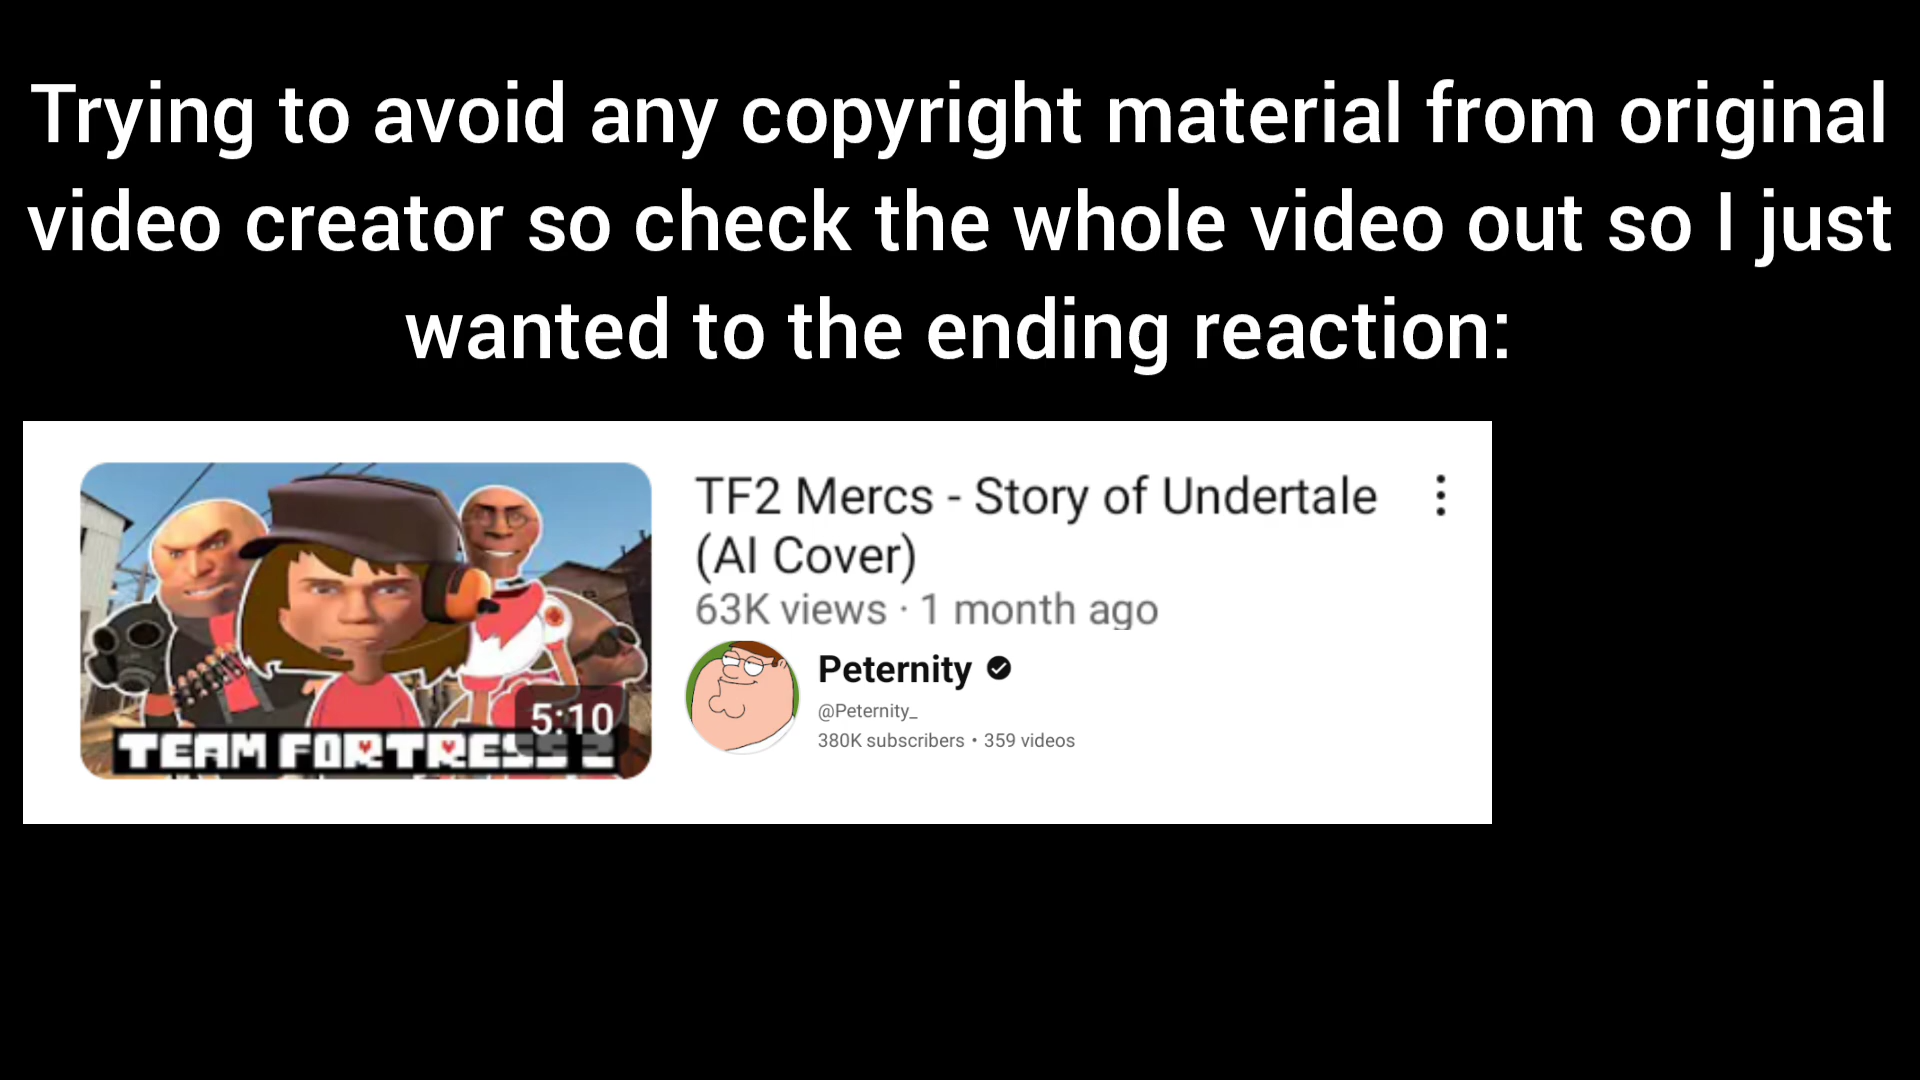 Trying to avoid any copyright material from original
video creator so check the whole video out so I just
wanted to the ending reaction:
TF2 Mercs - Story of Undertale
(AI Cover)
63K views · 1 month ago
Peternity
@Peternity_
380K subscribers • 359 videos
5:10
TEAM FORTRESS 2